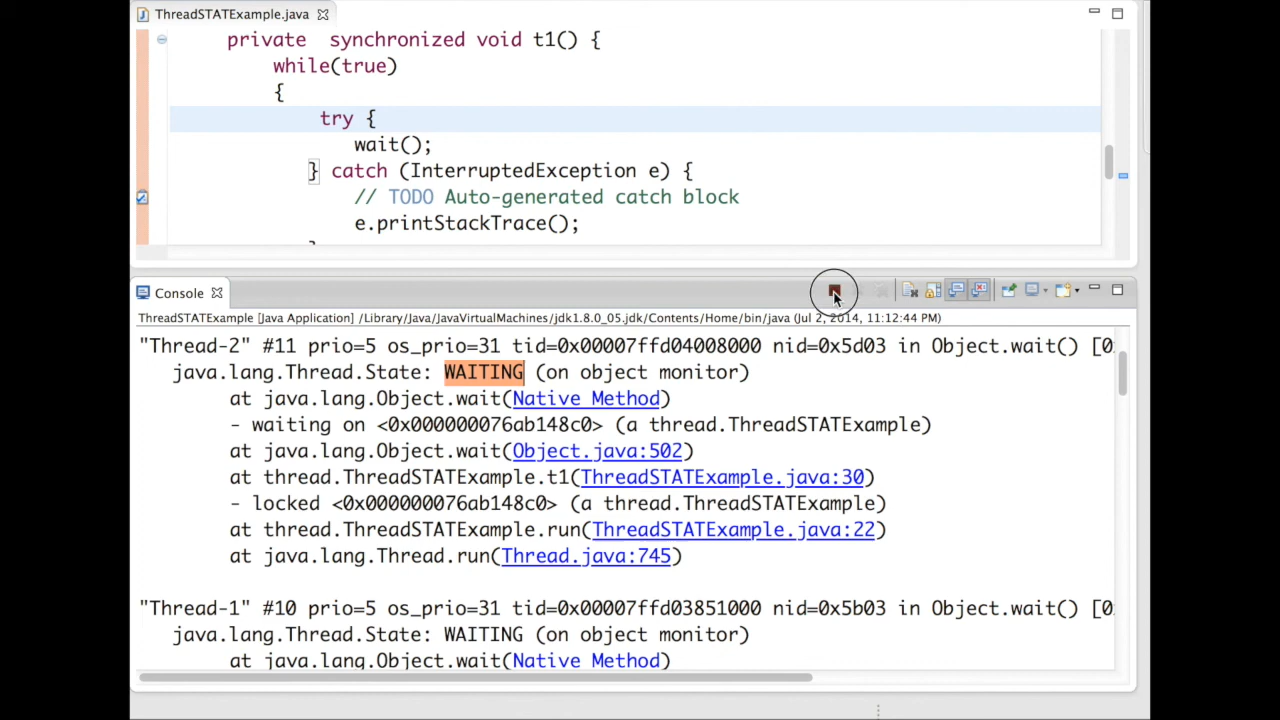 ThreadSTATExample.java
private  synchronized void t1() {
while(true)
{
try {
wait();
} catch (InterruptedException e) {
// TODO Auto-generated catch block
e.printStackTrace();
Console
ThreadSTATExample [Java Application] /Library/Java/JavaVirtualMachines/jdk1.8.0_05.jdk/Contents/Home/bin/java (Jul 2, 2014, 11:12:44 PM)
"Thread-2" #11 prio=5 os_prio=31 tid=0x00007ffd04008000 nid=0x5d03 in Object.wait() [0
java.lang.Thread.State: WAITING (on object monitor)
at java.lang.Object.wait(Native Method)
- waiting on <0x000000076ab148c0> (a thread.ThreadSTATExample)
at java.lang.Object.wait(Object.java:502)
at thread.ThreadSTATExample.t1(ThreadSTATExample.java:30)
- locked <0x000000076ab148c0> (a thread.ThreadSTATExample)
at thread.ThreadSTATExample.run(ThreadSTATExample.java:22)
at java.lang.Thread.run(Thread.java:745)
"Thread-1" #10 prio=5 os_prio=31 tid=0x00007ffd03851000 nid=0x5b03 in Object.wait() [0
java.lang.Thread.State: WAITING (on object monitor)
at java.lang.Object.wait(Native Method)